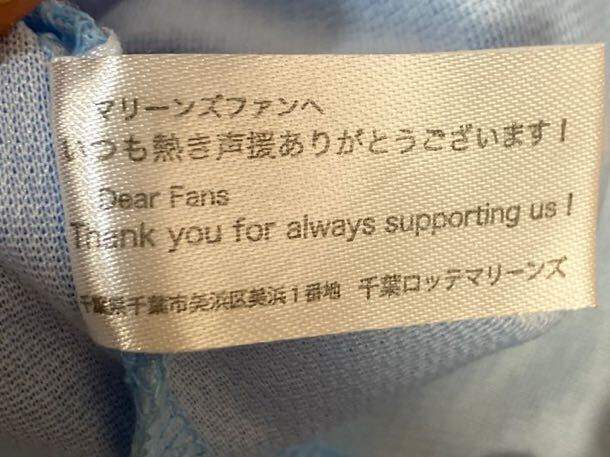 マリーンズファンへ
いつも熱き声援ありがとうございます！
Dear Fans
Thank you for always supporting us !
千葉県千葉市美浜区美浜１番地 千葉ロッテマリーンズ